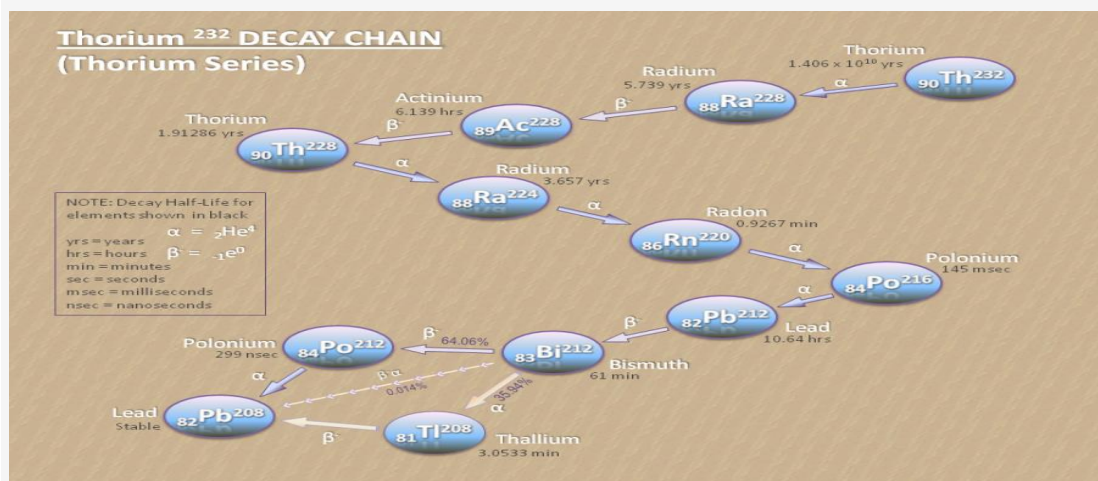 Thorium ²³² DECAY CHAIN
(Thorium Series)
Thorium
1.406 x 10¹⁰ yrs
₉₀Th²³²
α
Radium
5.739 yrs
₈₈Ra²²⁸
β⁻
Actinium
6.139 hrs
₈₉Ac²²⁸
β⁻
Thorium
1.91286 yrs
₉₀Th²²⁸
α
Radium
3.657 yrs
₈₈Ra²²⁴
α
Radon
0.9267 min
₈₆Rn²²⁰
α
Polonium
145 msec
₈₄Po²¹⁶
α
₈₂Pb²¹²
Lead
10.64 hrs
β⁻
₈₃Bi²¹²
Bismuth
61 min
β⁻
64.06%
Polonium
299 nsec
₈₄Po²¹²
α
β⁻α
0.014%
35.94%
α
₈₁Tl²⁰⁸
Thallium
3.0533 min
β⁻
Lead
Stable
₈₂Pb²⁰⁸
NOTE: Decay Half-Life for
elements shown in black
α = ₂He⁴
yrs = years
hrs = hours β⁻ = ₋₁e⁰
min = minutes
sec = seconds
msec = milliseconds
nsec = nanoseconds